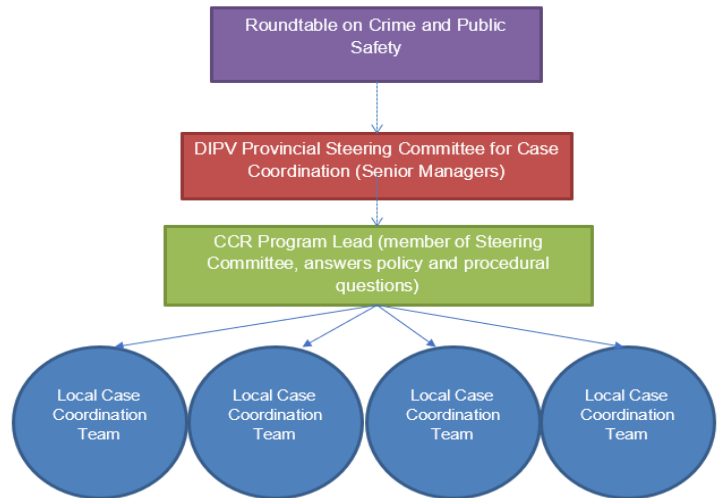 Roundtable on Crime and Public
Safety
DIPV Provincial Steering Committee for Case
Coordination (Senior Managers)
CCR Program Lead (member of Steering
Committee, answers policy and procedural
questions)
Local Case
Coordination
Team
Local Case
Coordination
Team
Local Case
Coordination
Team
Local Case
Coordination
Team